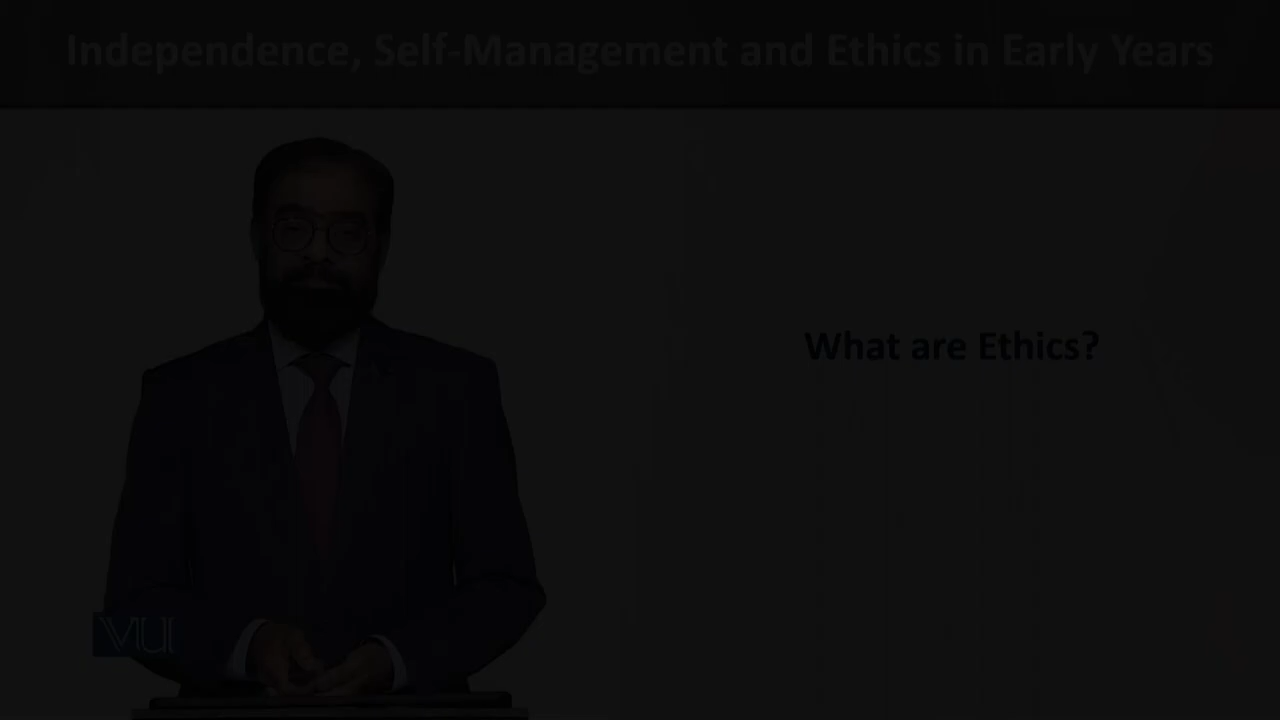 Independence, Self-Management and Ethics in Early Years
What are Ethics?
VU